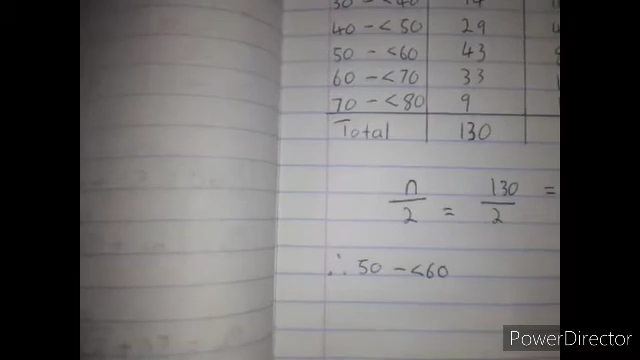 40 - <50 29
50 - <60 43
60 - <70 33
70 - <80 9
Total 130
n/2 = 130/2 =
∴ 50 - <60
PowerDirector